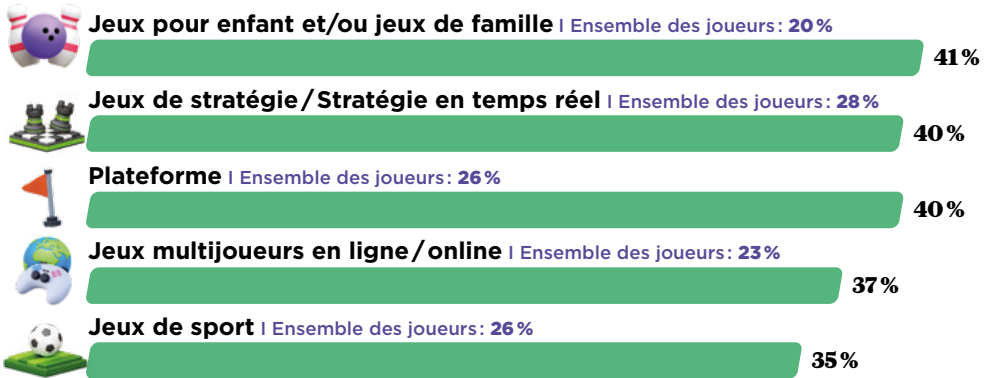 Jeux pour enfant et/ou jeux de famille I Ensemble des joueurs : 20 %
41 %
Jeux de stratégie / Stratégie en temps réel I Ensemble des joueurs : 28 %
40 %
Plateforme I Ensemble des joueurs : 26 %
40 %
Jeux multijoueurs en ligne / online I Ensemble des joueurs : 23 %
37 %
Jeux de sport I Ensemble des joueurs : 26 %
35 %